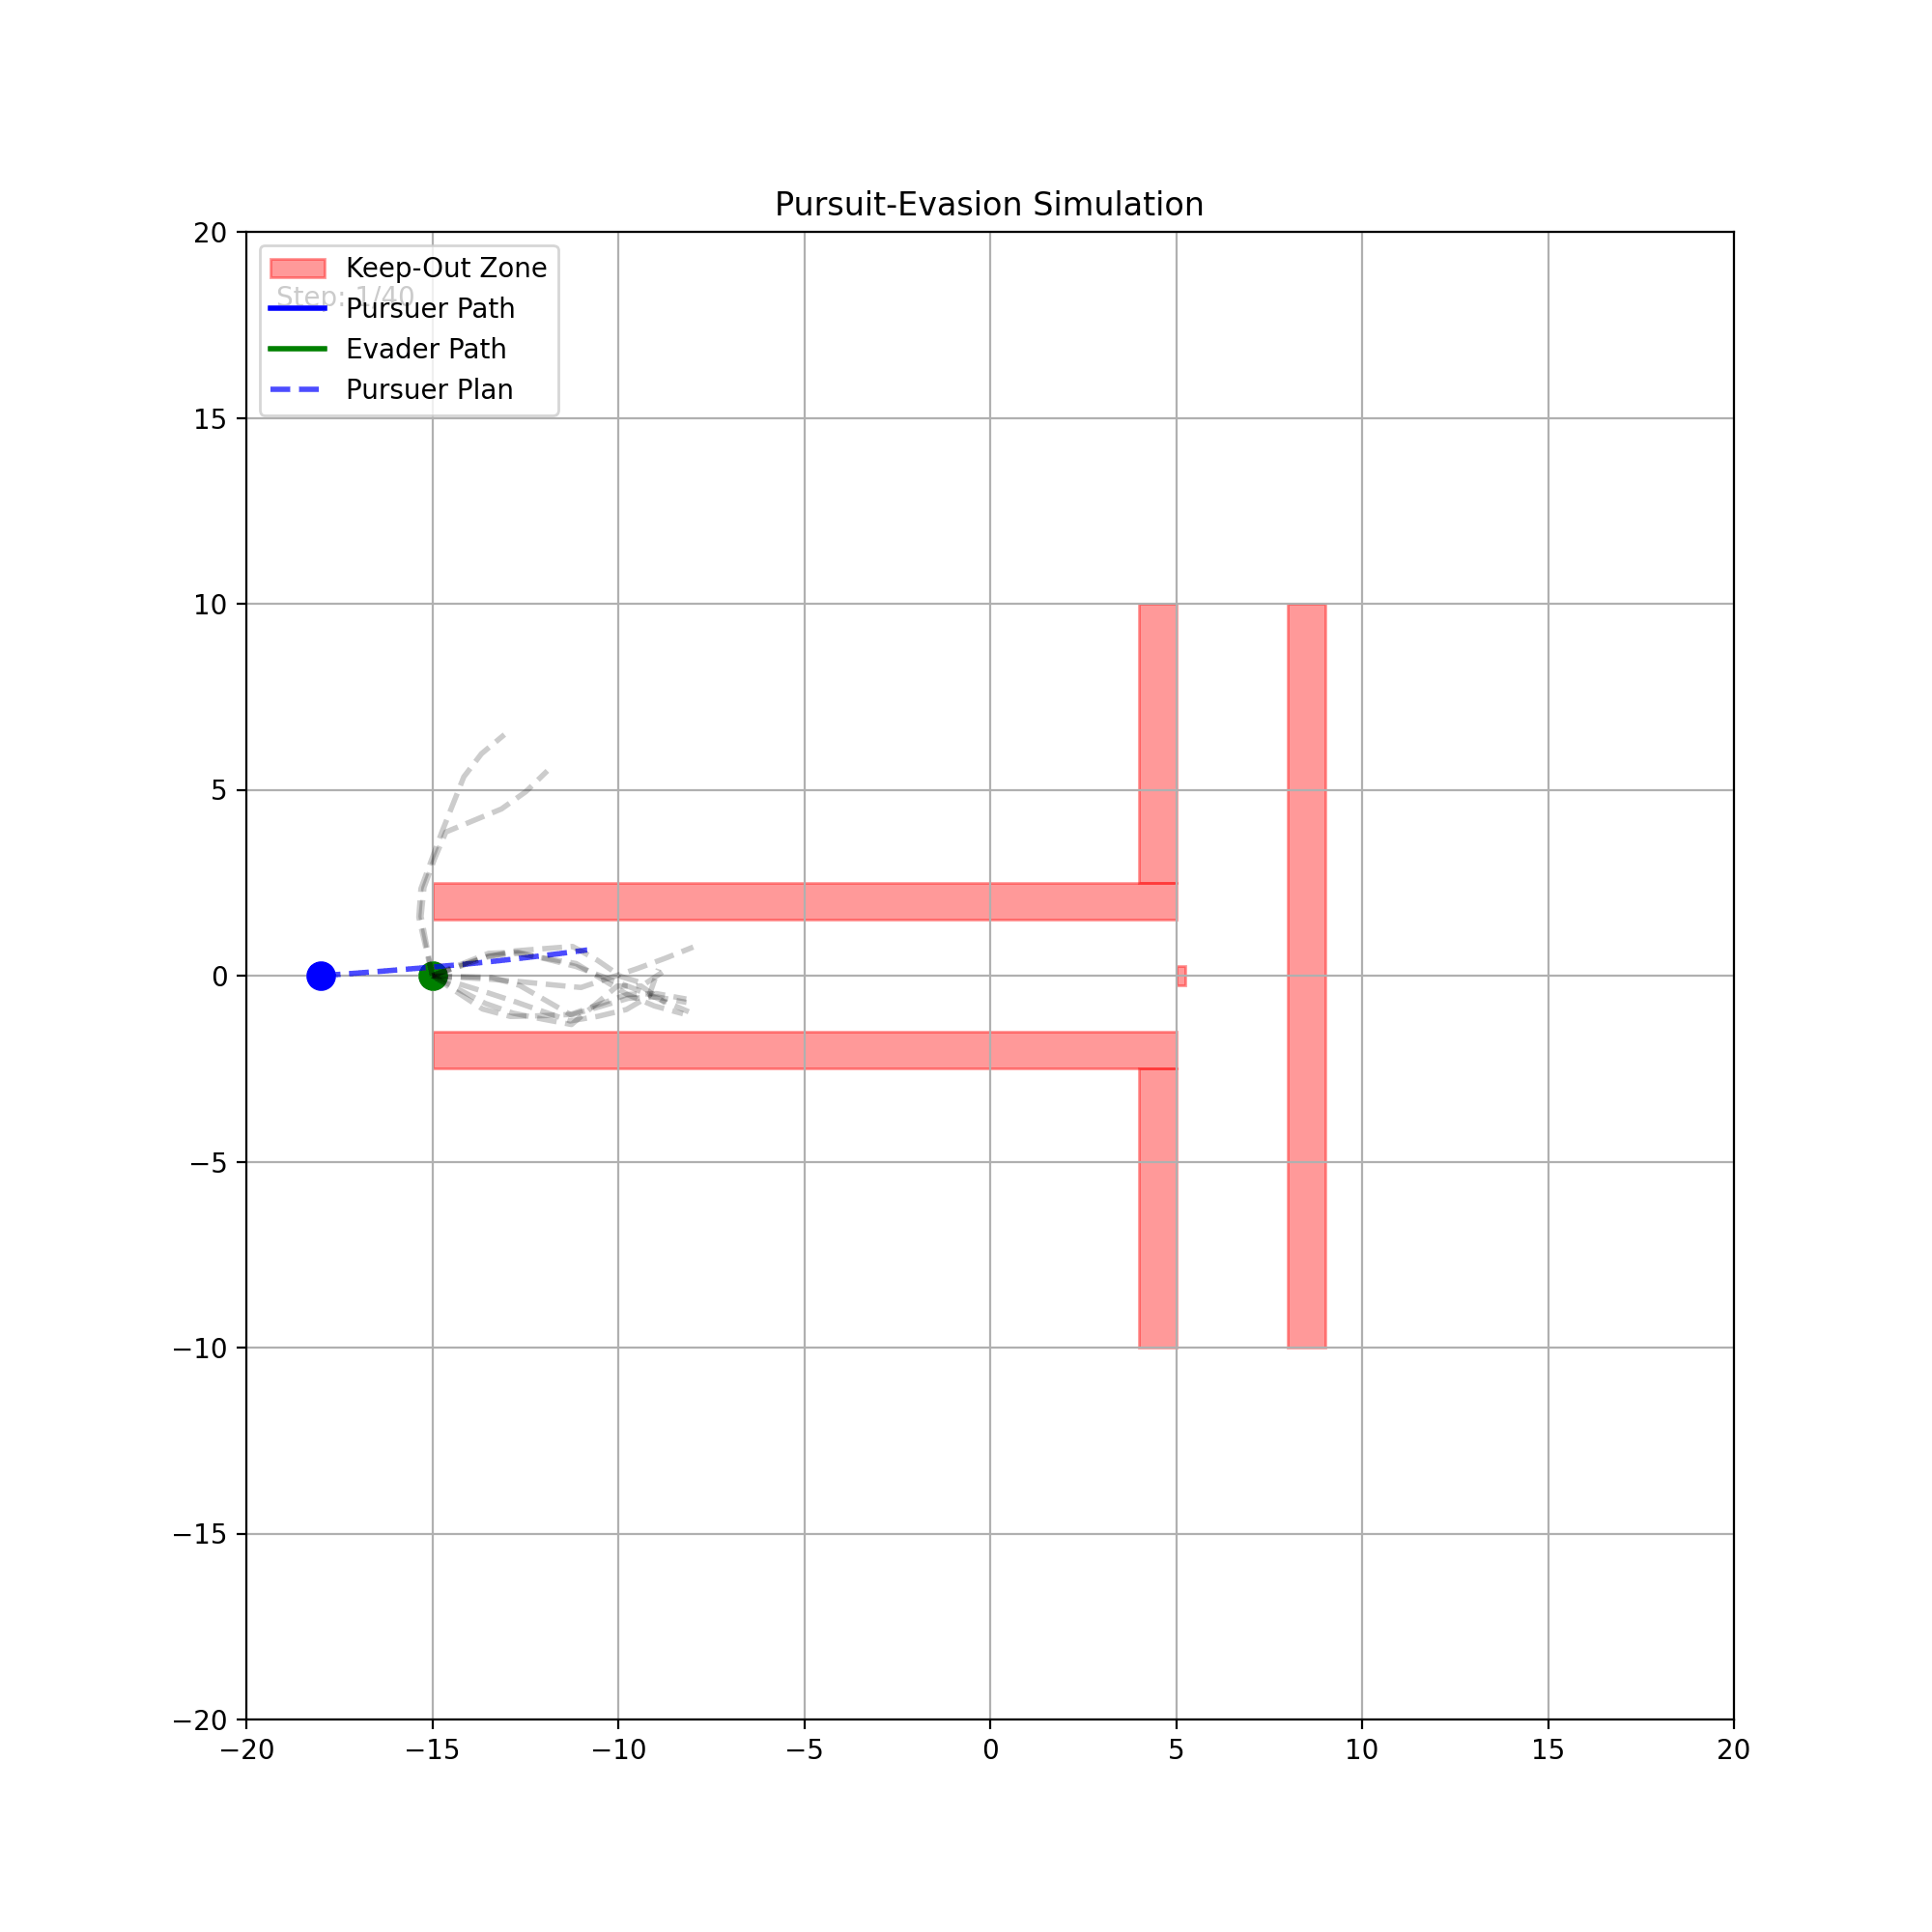 Pursuit-Evasion Simulation
20
15
10
5
0
−5
−10
−15
−20
Keep-Out Zone
Step: 1/40
Pursuer Path
Evader Path
Pursuer Plan
−20 −15 −10 −5 0 5 10 15 20